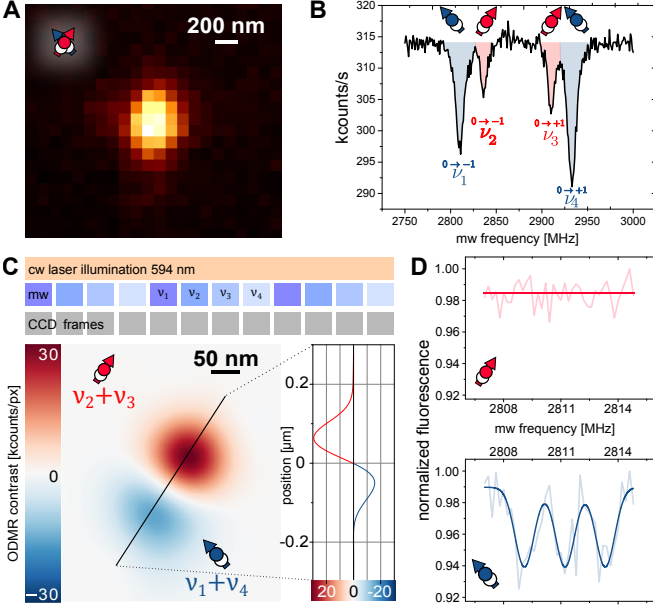 A
200 nm
B
320
315
310
305
300
295
290
kcounts/s
0→-1
ν1
0→-1
ν2
0→+1
ν3
0→+1
ν4
2750
2800
2850
2900
2950
3000
mw frequency [MHz]
C
cw laser illumination 594 nm
mw
ν1
ν2
ν3
ν4
CCD frames
ODMR contrast [kcounts/px]
30
0
−30
ν2+ν3
50 nm
ν1+ν4
position [µm]
0.2
0
-0.2
20
0
-20
D
normalized fluorescence
1.00
0.98
0.96
0.94
0.92
2808
2811
2814
mw frequency [MHz]
2808
2811
2814
1.00
0.98
0.96
0.94
0.92